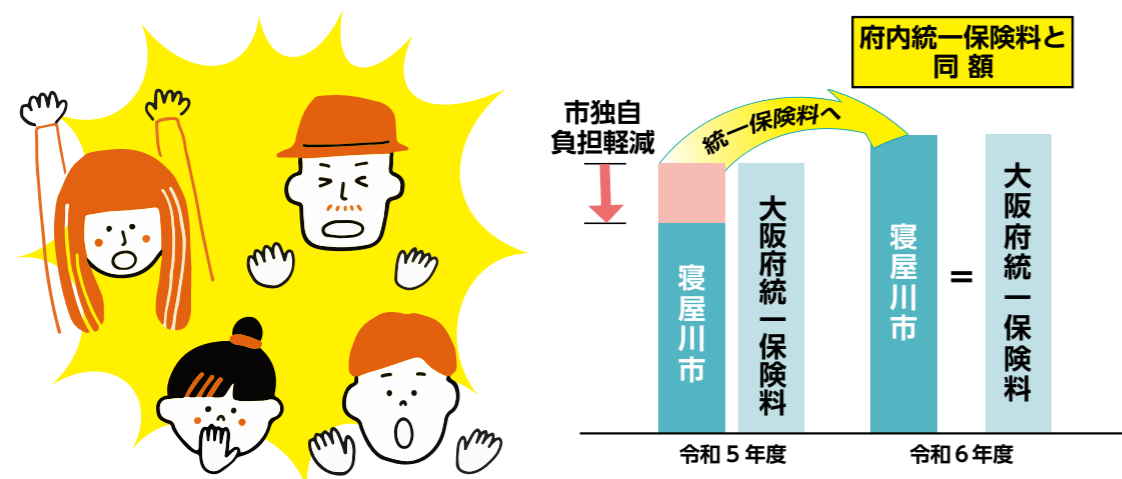 府内統一保険料と
同額
市独自
負担軽減
統一保険料へ
寝屋川市
大阪府統一保険料
寝屋川市
=
大阪府統一保険料
令和5年度
令和6年度